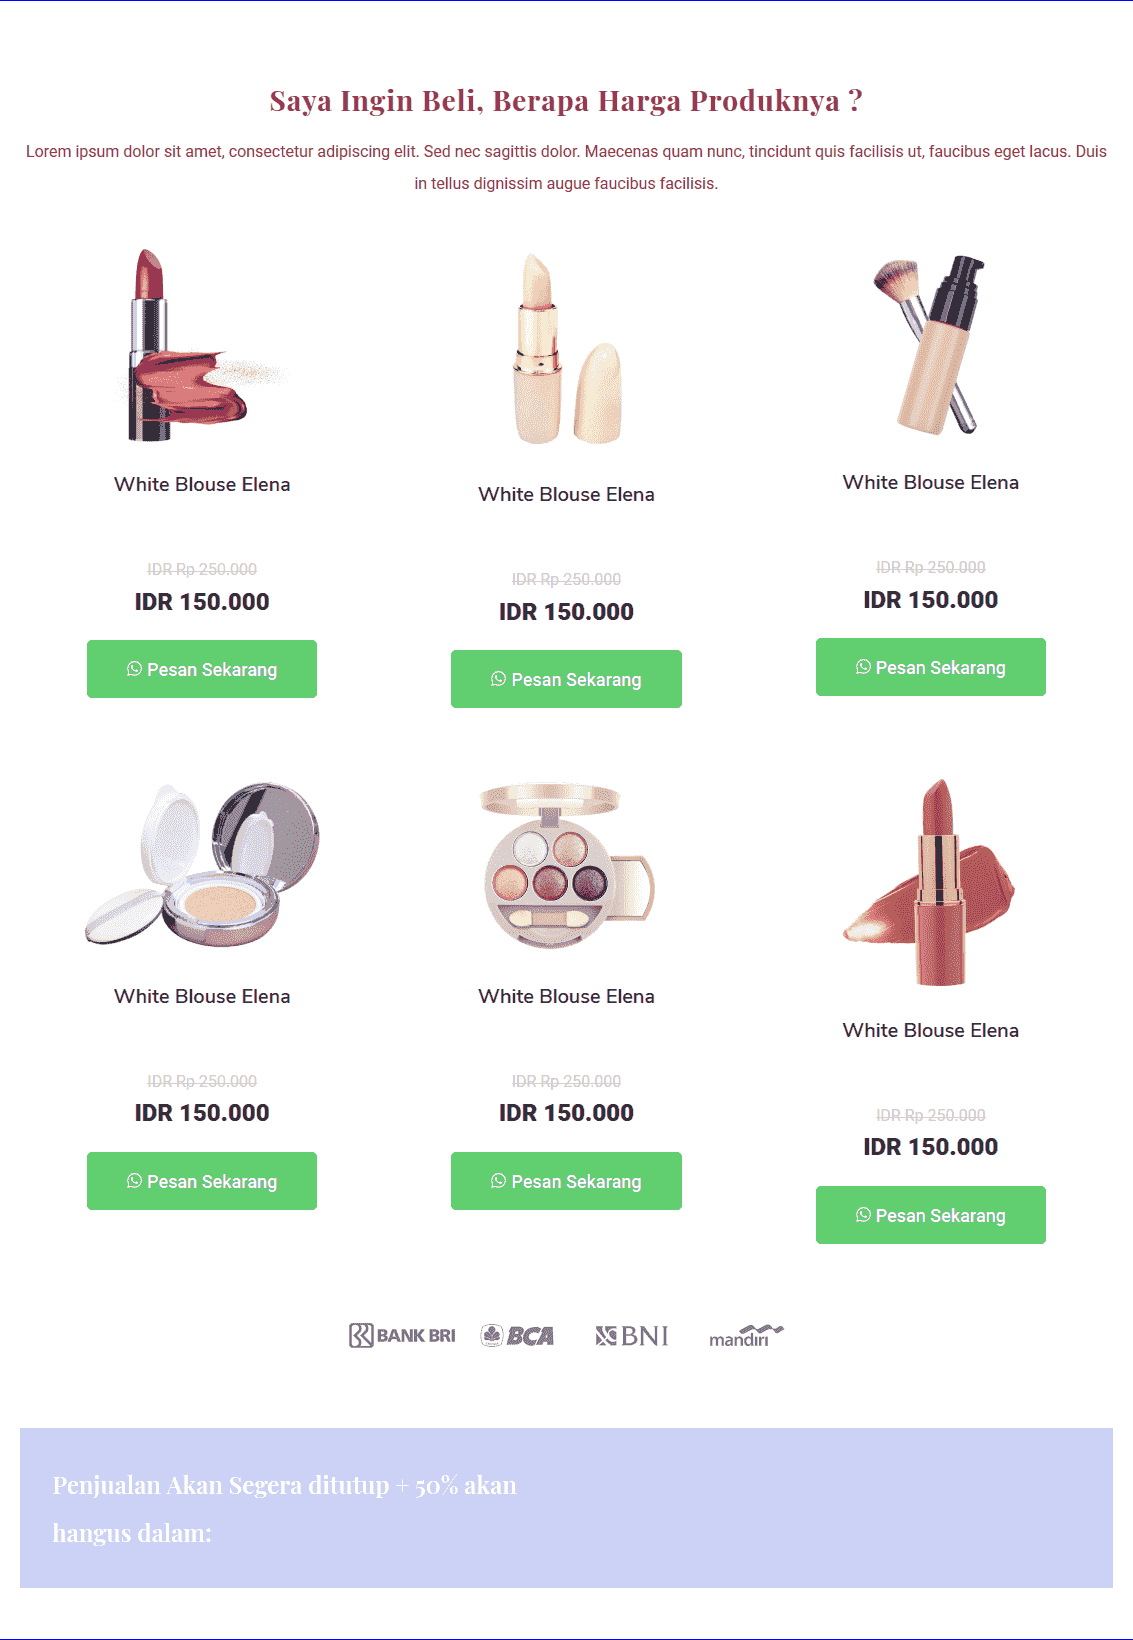 Saya Ingin Beli, Berapa Harga Produknya ?
Lorem ipsum dolor sit amet, consectetur adipiscing elit. Sed nec sagittis dolor. Maecenas quam nunc, tincidunt quis facilisis ut, faucibus eget lacus. Duis
in tellus dignissim augue faucibus facilisis.
White Blouse Elena
IDR Rp 250.000
IDR 150.000
Pesan Sekarang
White Blouse Elena
IDR Rp 250.000
IDR 150.000
Pesan Sekarang
White Blouse Elena
IDR Rp 250.000
IDR 150.000
Pesan Sekarang
White Blouse Elena
IDR Rp 250.000
IDR 150.000
Pesan Sekarang
White Blouse Elena
IDR Rp 250.000
IDR 150.000
Pesan Sekarang
White Blouse Elena
IDR Rp 250.000
IDR 150.000
Pesan Sekarang
BANK BRI BCA BNI mandiri
Penjualan Akan Segera ditutup + 50% akan
hangus dalam: